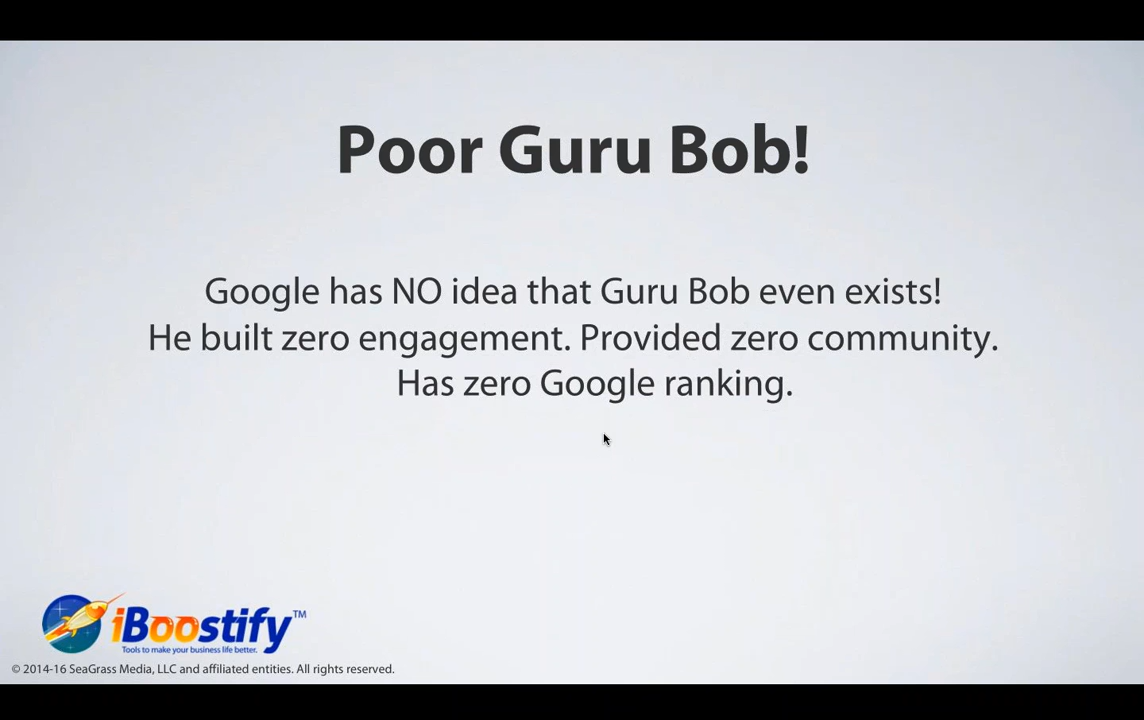 Poor Guru Bob!
Google has NO idea that Guru Bob even exists!
He built zero engagement. Provided zero community.
Has zero Google ranking.
iBoostify™
Tools to make your business life better.
© 2014-16 SeaGrass Media, LLC and affiliated entities. All rights reserved.